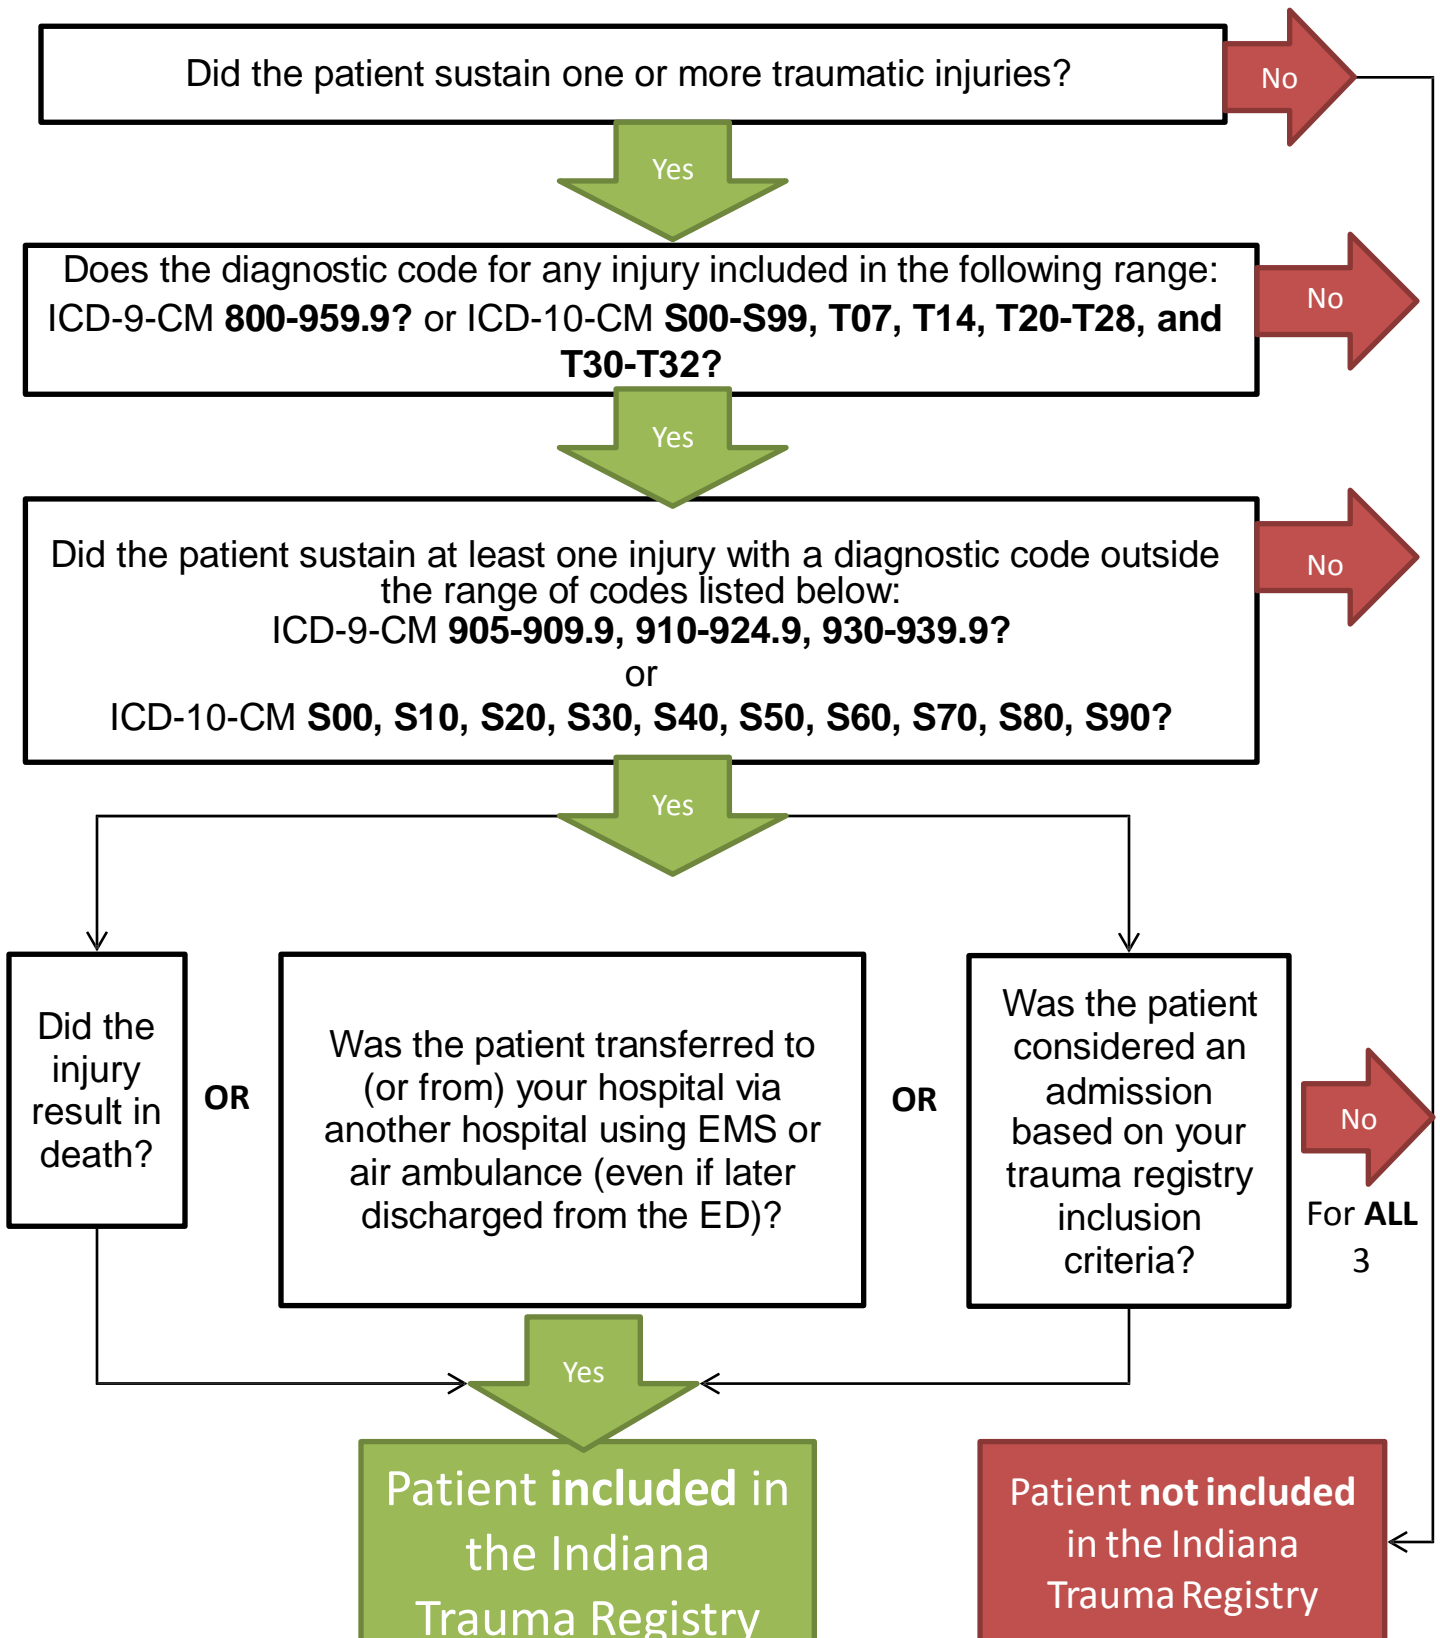 Did the patient sustain one or more traumatic injuries?
No
Yes
Does the diagnostic code for any injury included in the following range:
ICD-9-CM 800-959.9? or ICD-10-CM S00-S99, T07, T14, T20-T28, and
T30-T32?
No
Yes
Did the patient sustain at least one injury with a diagnostic code outside
the range of codes listed below:
ICD-9-CM 905-909.9, 910-924.9, 930-939.9?
or
ICD-10-CM S00, S10, S20, S30, S40, S50, S60, S70, S80, S90?
No
Yes
Did the
injury
result in
death?
OR
Was the patient transferred to
(or from) your hospital via
another hospital using EMS or
air ambulance (even if later
discharged from the ED)?
OR
Was the patient
considered an
admission
based on your
trauma registry
inclusion
criteria?
No
For ALL
3
Yes
Patient included in
the Indiana
Trauma Registry
Patient not included
in the Indiana
Trauma Registry